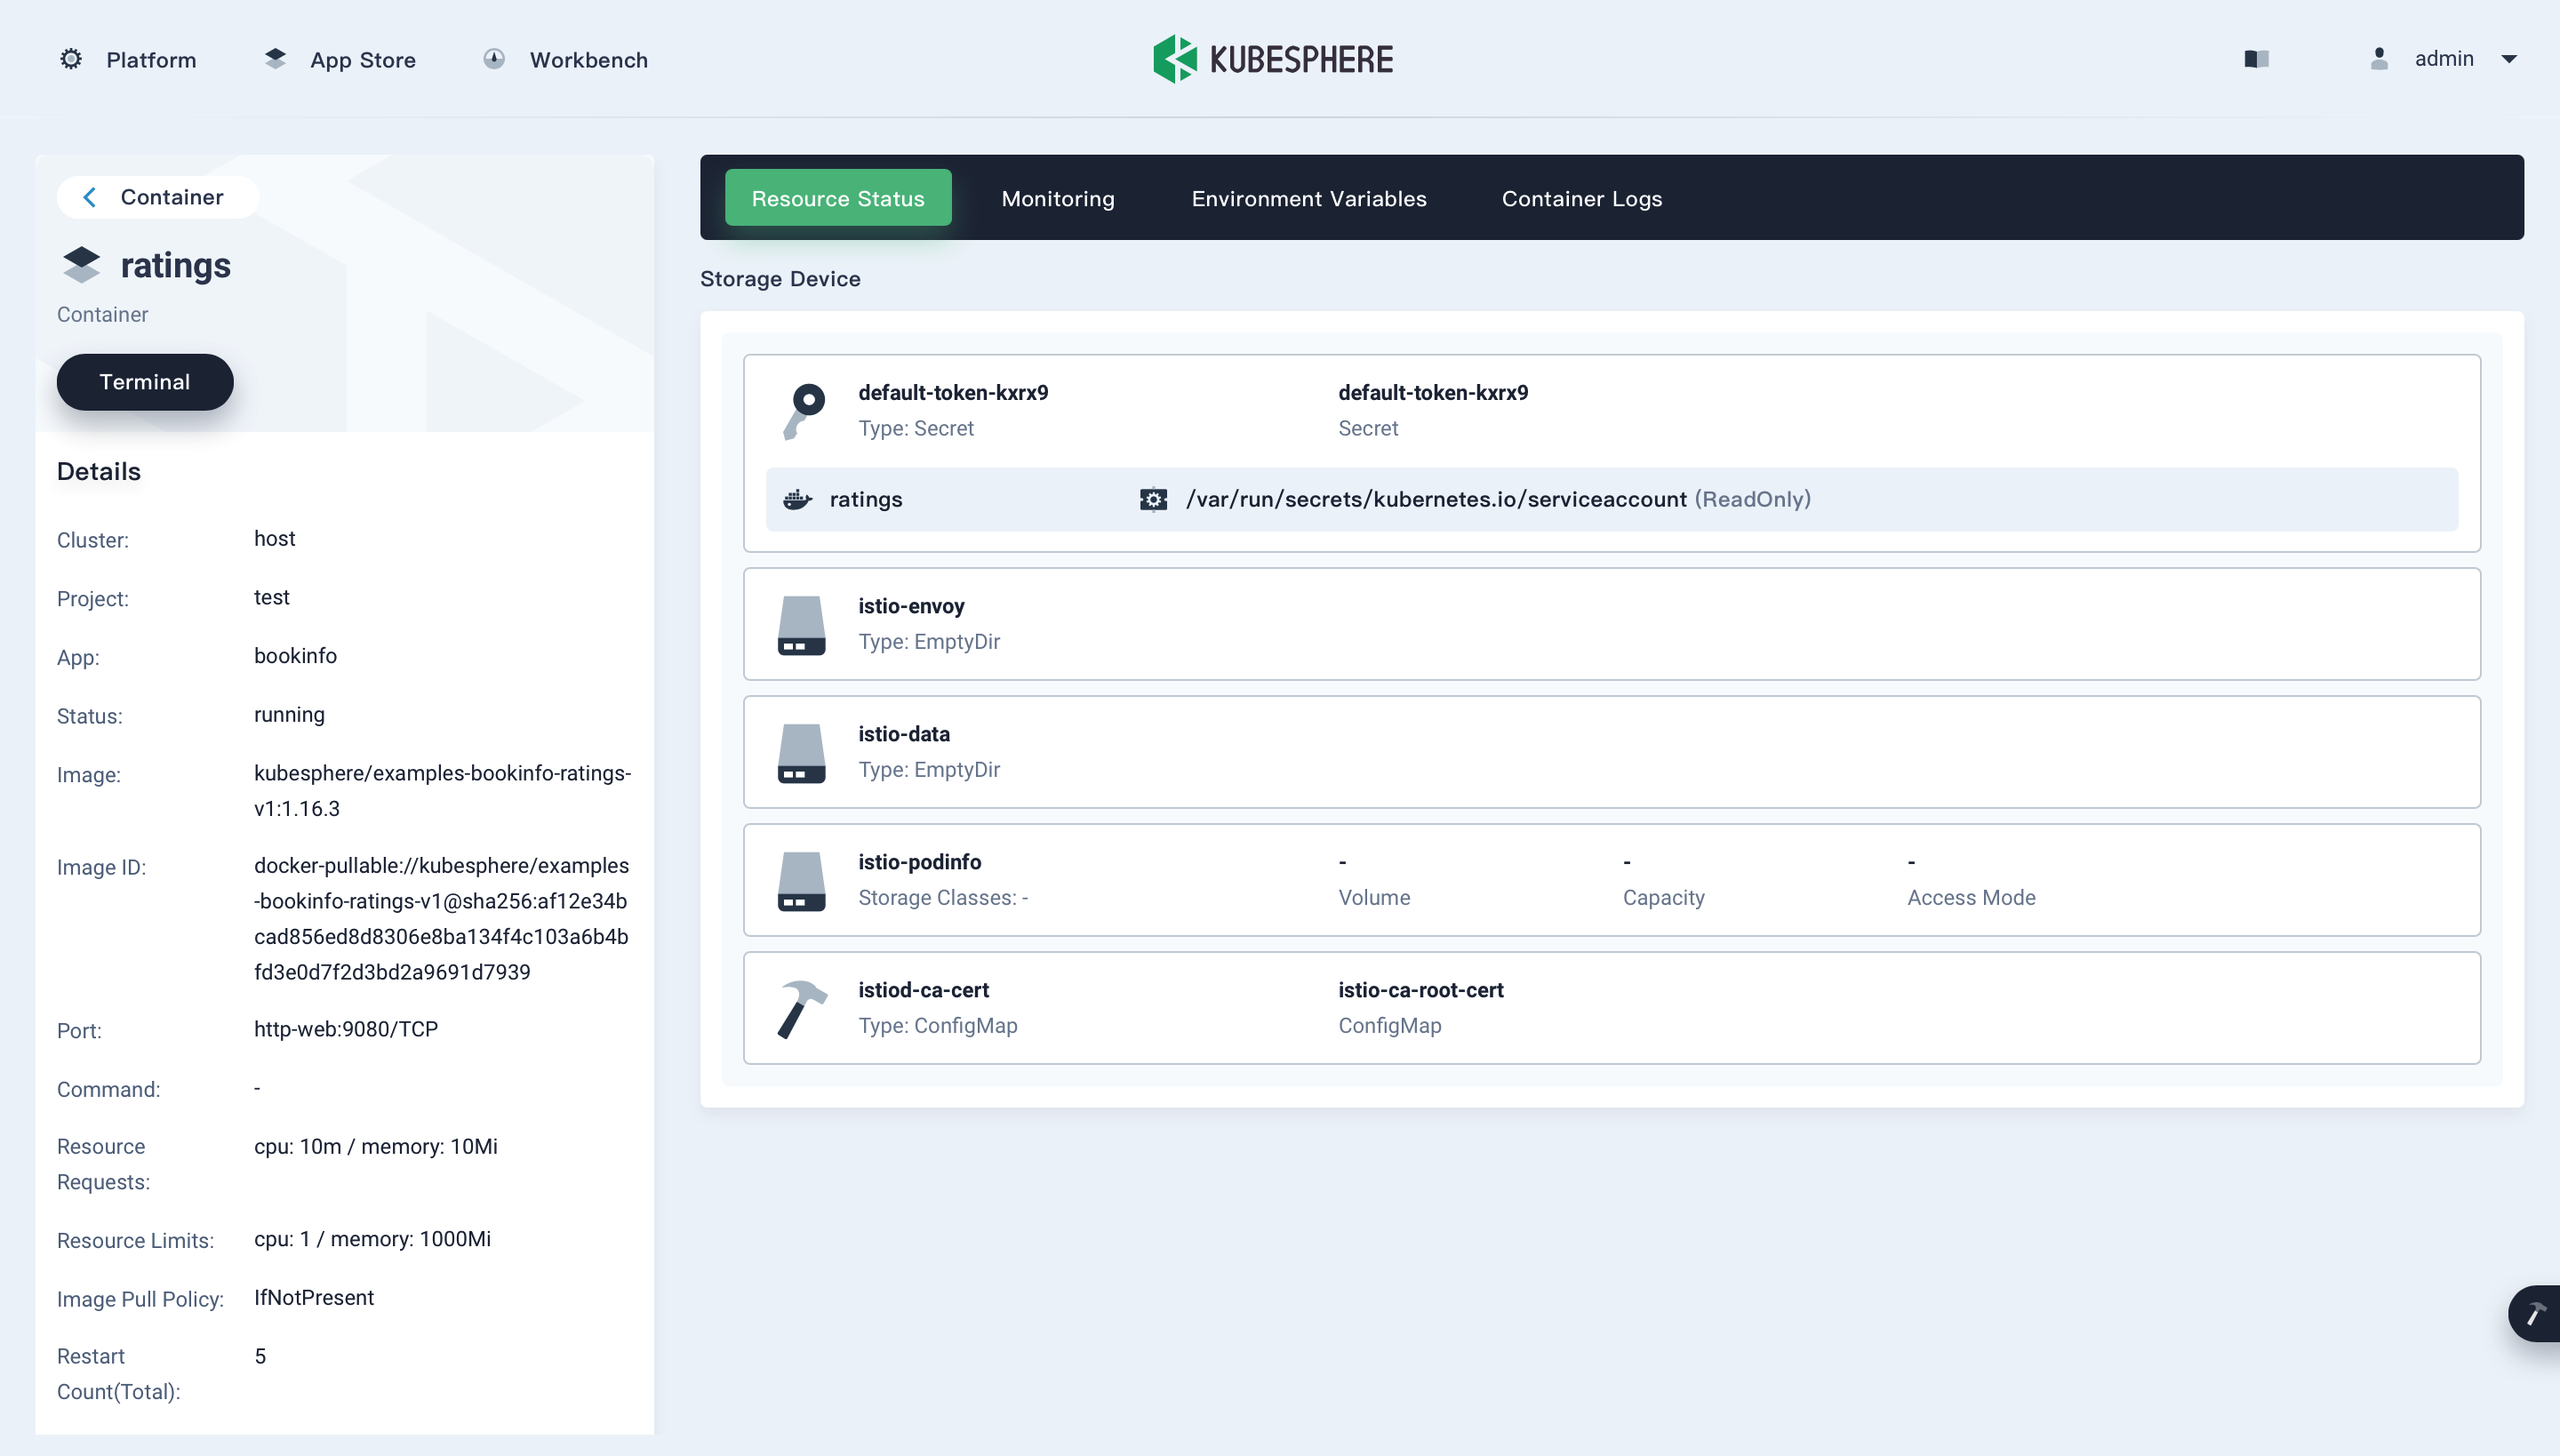 Platform
App Store
Workbench
KUBESPHERE
admin
Container
ratings
Container
Terminal
Details
Cluster: host
Project: test
App: bookinfo
Status: running
Image: kubesphere/examples-bookinfo-ratings-
v1:1.16.3
Image ID: docker-pullable://kubesphere/examples
-bookinfo-ratings-v1@sha256:af12e34b
cad856ed8d8306e8ba134f4c103a6b4b
fd3e0d7f2d3bd2a9691d7939
Port: http-web:9080/TCP
Command: -
Resource cpu: 10m / memory: 10Mi
Requests:
Resource Limits: cpu: 1 / memory: 1000Mi
Image Pull Policy: IfNotPresent
Restart 5
Count(Total):
Resource Status
Monitoring
Environment Variables
Container Logs
Storage Device
default-token-kxrx9 default-token-kxrx9
Type: Secret Secret
ratings /var/run/secrets/kubernetes.io/serviceaccount (ReadOnly)
istio-envoy
Type: EmptyDir
istio-data
Type: EmptyDir
istio-podinfo - - -
Storage Classes: - Volume Capacity Access Mode
istiod-ca-cert istio-ca-root-cert
Type: ConfigMap ConfigMap